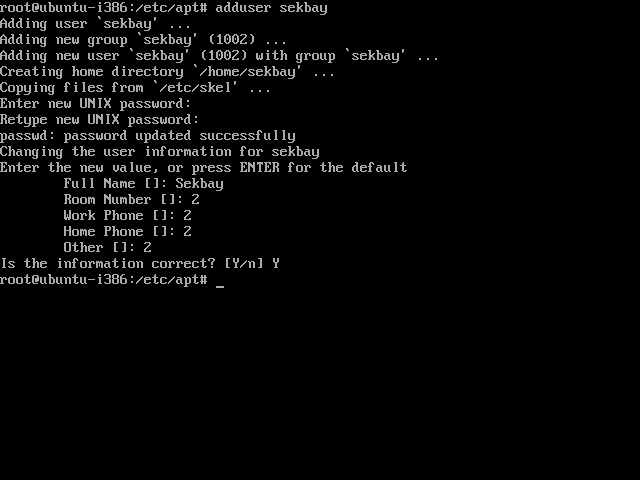 root@ubuntu-i386:/etc/apt# adduser sekbay
Adding user `sekbay' ...
Adding new group `sekbay' (1002) ...
Adding new user `sekbay' (1002) with group `sekbay' ...
Creating home directory `/home/sekbay' ...
Copying files from `/etc/skel' ...
Enter new UNIX password:
Retype new UNIX password:
passwd: password updated successfully
Changing the user information for sekbay
Enter the new value, or press ENTER for the default
        Full Name []: Sekbay
        Room Number []: 2
        Work Phone []: 2
        Home Phone []: 2
        Other []: 2
Is the information correct? [Y/n] Y
root@ubuntu-i386:/etc/apt# _